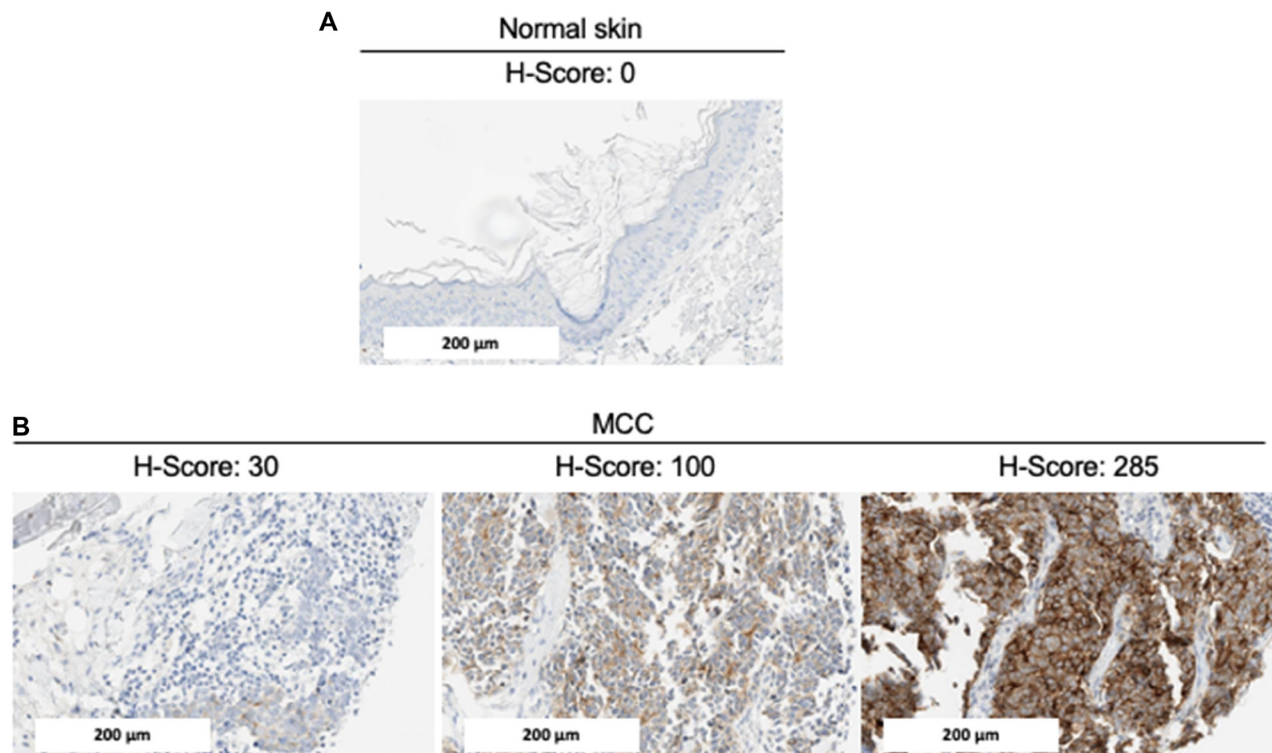 A
Normal skin
H-Score: 0
200 µm
B
MCC
H-Score: 30
H-Score: 100
H-Score: 285
200 µm
200 µm
200 µm